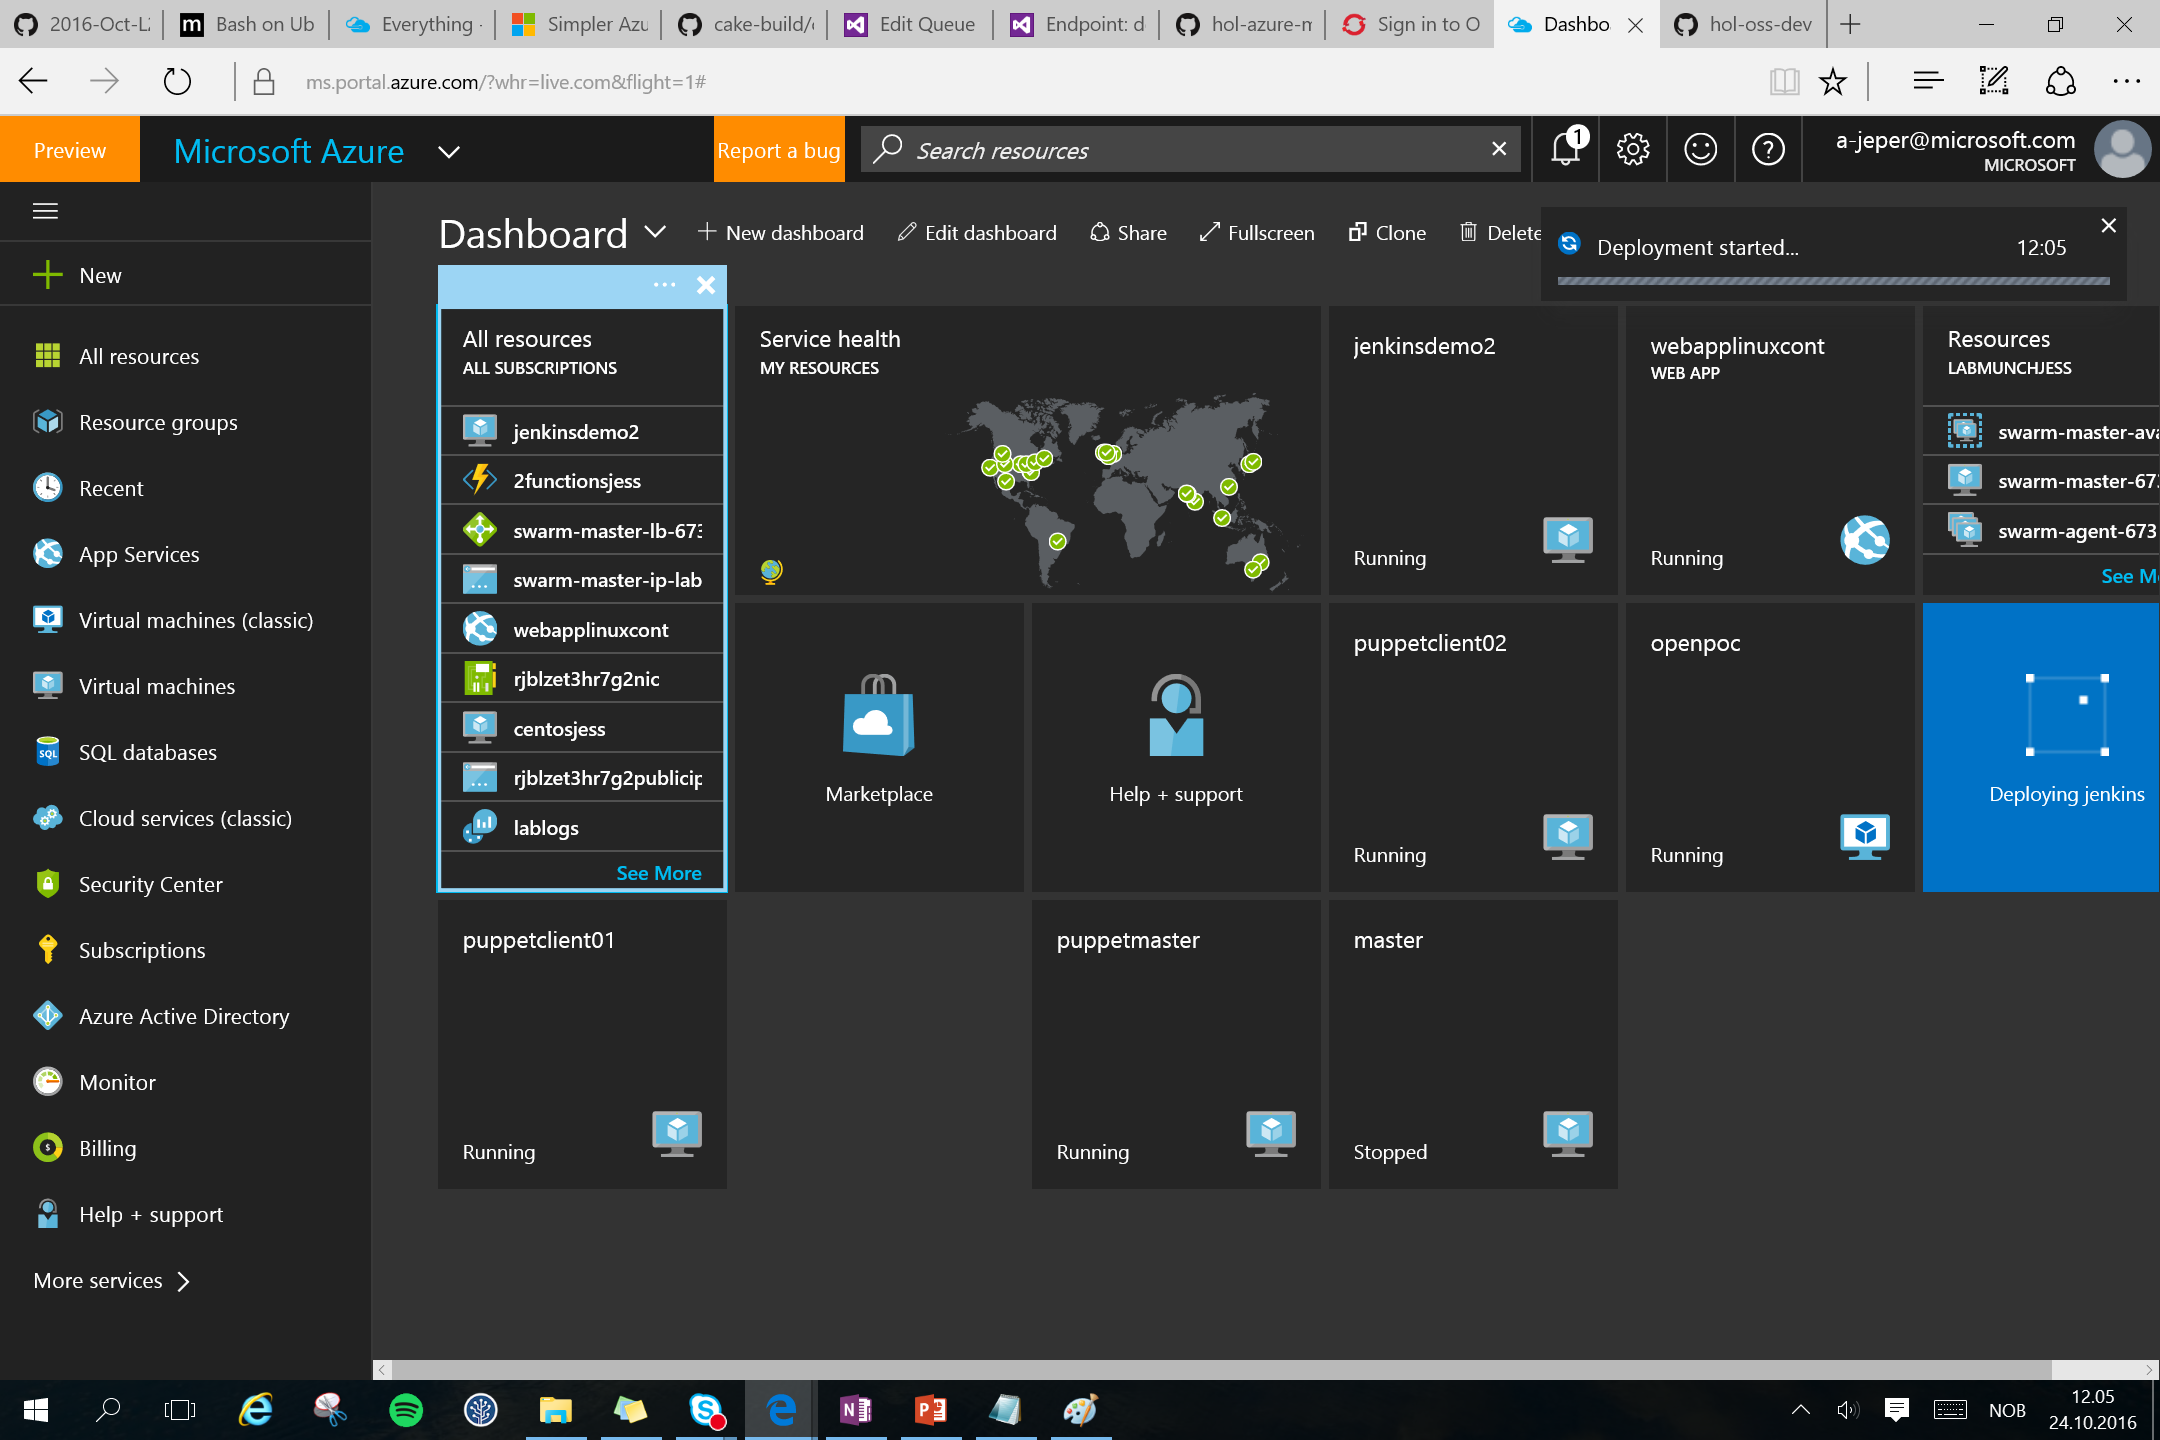 2016-Oct-L
Bash on Ub
Everything
Simpler Azu
cake-build/
Edit Queue
Endpoint: d
hol-azure-m
Sign in to O
Dashbo
hol-oss-dev
ms.portal.azure.com/?whr=live.com&flight=1#
Preview
Microsoft Azure
Report a bug
Search resources
1
a-jeper@microsoft.com
MICROSOFT
Dashboard
New dashboard
Edit dashboard
Share
Fullscreen
Clone
Delete
Deployment started...
12:05
New
All resources
Resource groups
Recent
App Services
Virtual machines (classic)
Virtual machines
SQL databases
Cloud services (classic)
Security Center
Subscriptions
Azure Active Directory
Monitor
Billing
Help + support
More services
All resources
ALL SUBSCRIPTIONS
jenkinsdemo2
2functionsjess
swarm-master-lb-673
swarm-master-ip-lab
webapplinuxcont
rjblzet3hr7g2nic
centosjess
rjblzet3hr7g2publicip
lablogs
See More
Service health
MY RESOURCES
jenkinsdemo2
Running
webapplinuxcont
WEB APP
Running
Resources
LABMUNCHJESS
swarm-master-ava
swarm-master-673
swarm-agent-673
See Mo
Marketplace
Help + support
puppetclient02
Running
openpoc
Running
Deploying jenkins
puppetclient01
Running
puppetmaster
Running
master
Stopped
SQL
NOB
12.05
24.10.2016